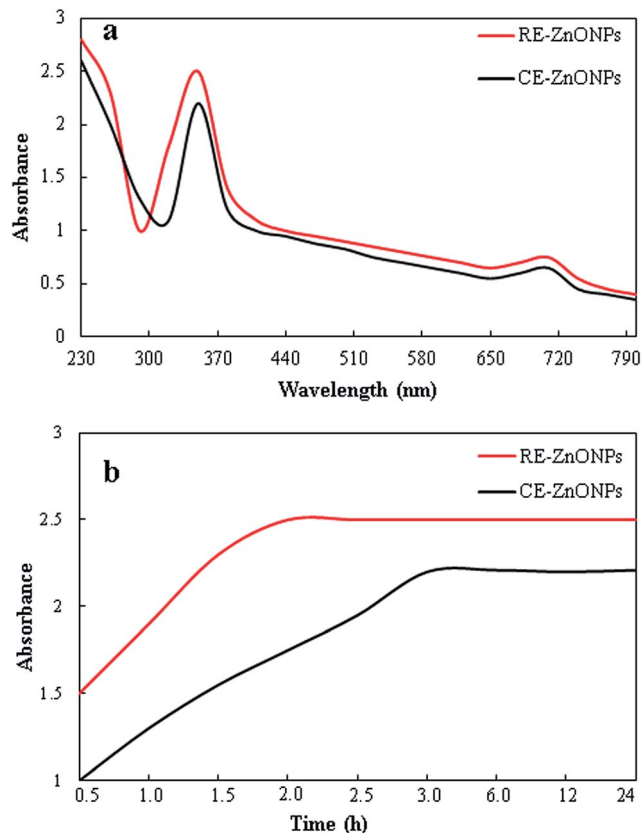 a
RE-ZnONPs
CE-ZnONPs
Absorbance
3
2.5
2
1.5
1
0.5
0
230 300 370 440 510 580 650 720 790
Wavelength (nm)
b
RE-ZnONPs
CE-ZnONPs
Absorbance
3
2.5
2
1.5
1
0.5 1.0 1.5 2.0 2.5 3.0 6.0 12 24
Time (h)